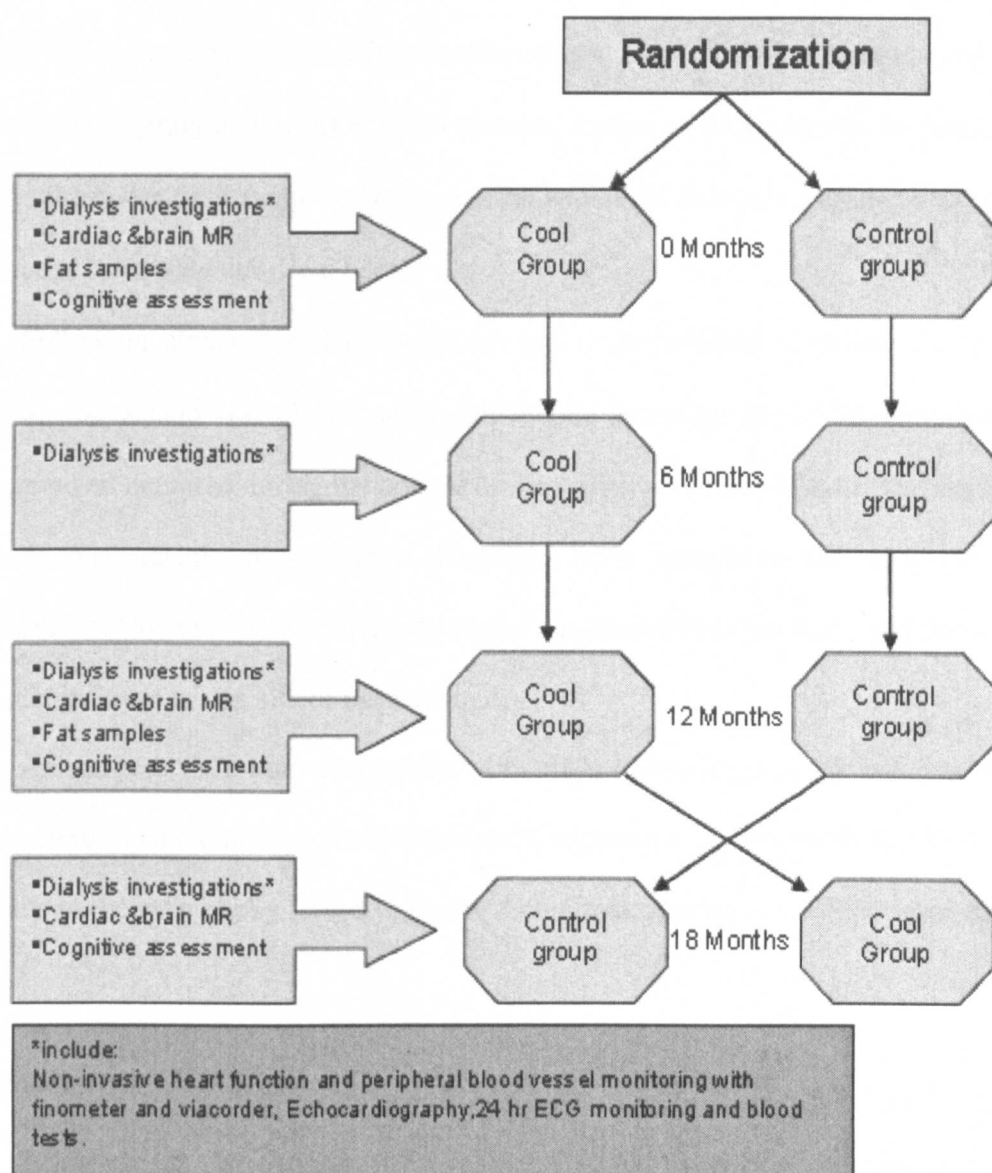 Randomization
▪Dialysis investigations*
▪Cardiac &brain MR
▪Fat samples
▪Cognitive assessment
Cool
Group
0 Months
Control
group
▪Dialysis investigations*
Cool
Group
6 Months
Control
group
▪Dialysis investigations*
▪Cardiac &brain MR
▪Fat samples
▪Cognitive assessment
Cool
Group
12 Months
Control
group
▪Dialysis investigations*
▪Cardiac &brain MR
▪Cognitive assessment
Control
group
18 Months
Cool
Group
*include:
Non-invasive heart function and peripheral blood vessel monitoring with
finometer and viacorder, Echocardiography,24 hr ECG monitoring and blood
tests.